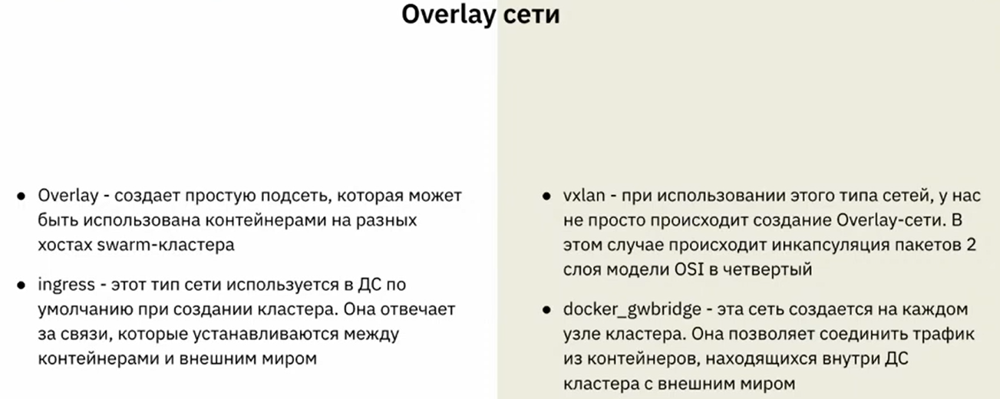 Overlay сети
● Overlay - создает простую подсеть, которая может
быть использована контейнерами на разных
хостах swarm-кластера
● ingress - этот тип сети используется в ДС по
умолчанию при создании кластера. Она отвечает
за связи, которые устанавливаются между
контейнерами и внешним миром
● vxlan - при использовании этого типа сетей, у нас
не просто происходит создание Overlay-сети. В
этом случае происходит инкапсуляция пакетов 2
слоя модели OSI в четвертый
● docker_gwbridge - эта сеть создается на каждом
узле кластера. Она позволяет соединить трафик
из контейнеров, находящихся внутри ДС
кластера с внешним миром